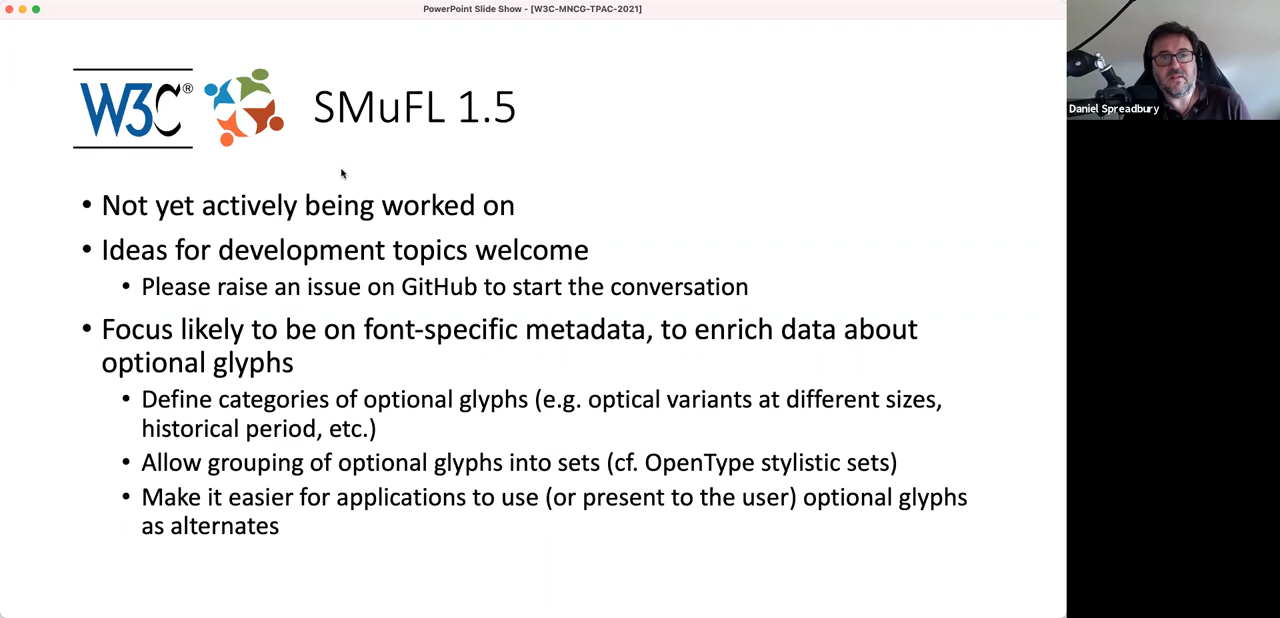 PowerPoint Slide Show - [W3C-MNCG-TPAC-2021]
W3C®
SMuFL 1.5
Daniel Spreadbury
• Not yet actively being worked on
• Ideas for development topics welcome
• Please raise an issue on GitHub to start the conversation
• Focus likely to be on font-specific metadata, to enrich data about
optional glyphs
• Define categories of optional glyphs (e.g. optical variants at different sizes,
historical period, etc.)
• Allow grouping of optional glyphs into sets (cf. OpenType stylistic sets)
• Make it easier for applications to use (or present to the user) optional glyphs
as alternates